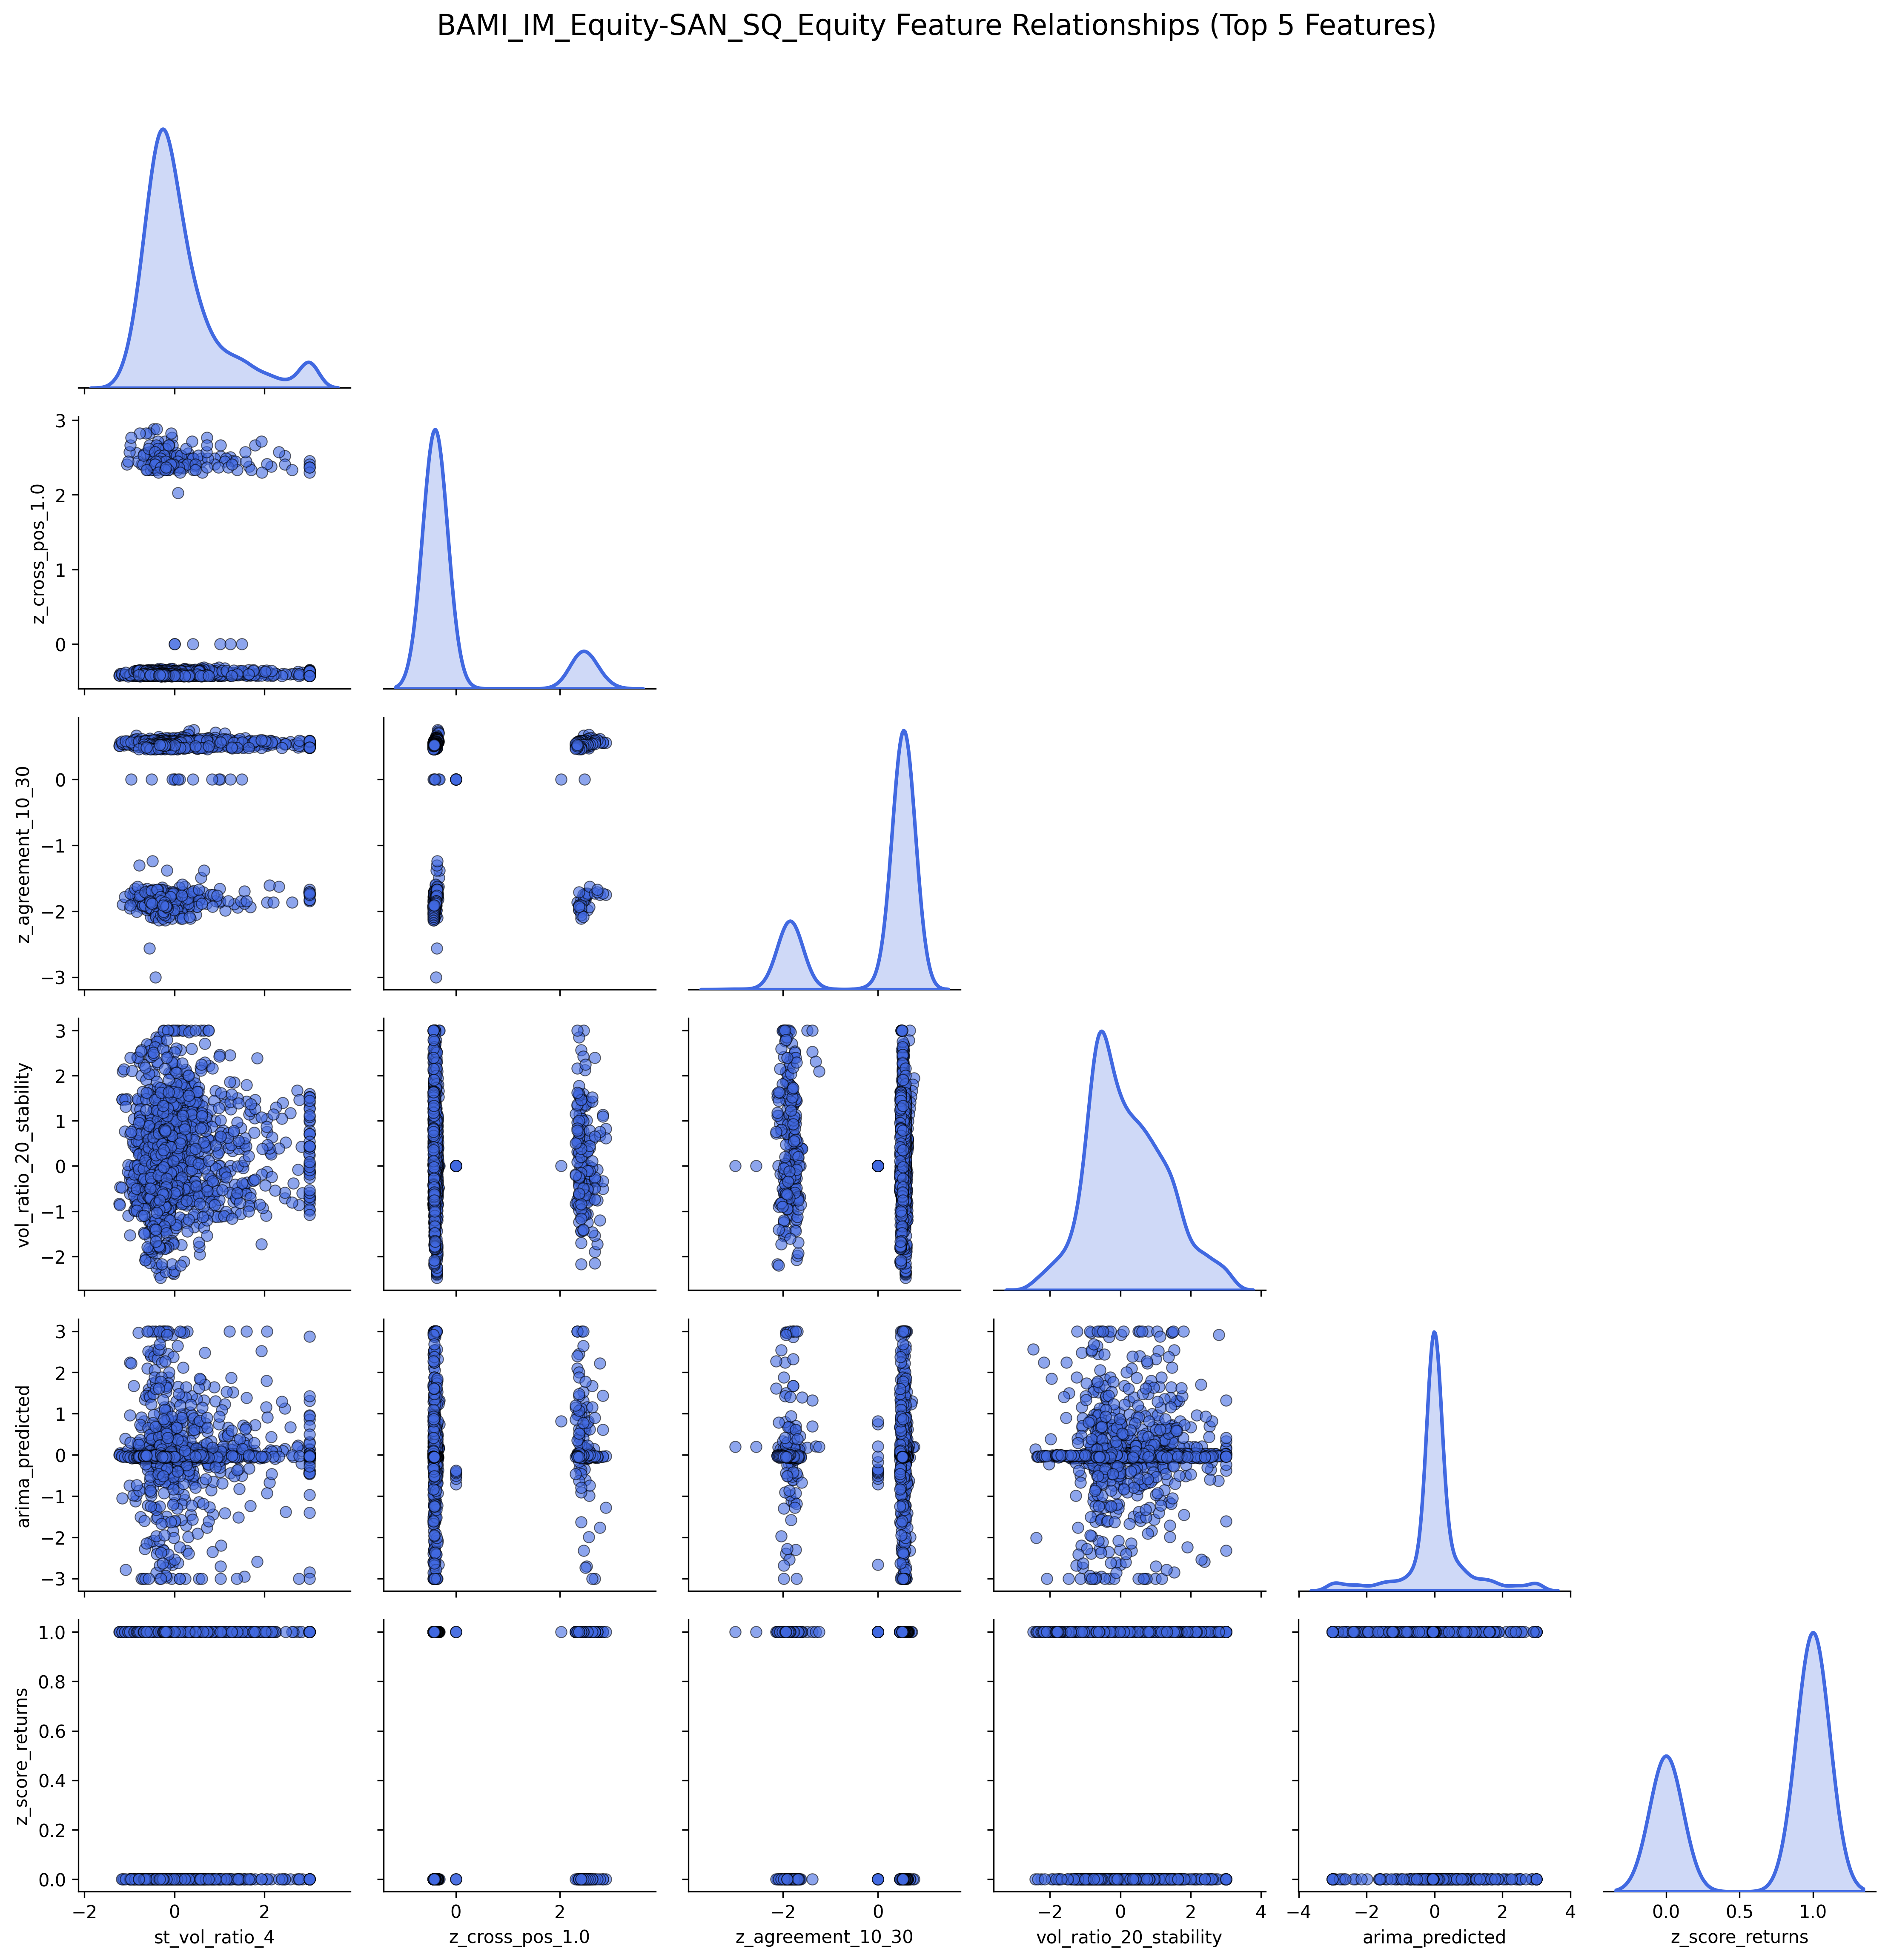 BAMI_IM_Equity-SAN_SQ_Equity Feature Relationships (Top 5 Features)
3
2
1
0
z_cross_pos_1.0
0
−1
−2
−3
z_agreement_10_30
3
2
1
0
−1
−2
vol_ratio_20_stability
3
2
1
0
−1
−2
−3
arima_predicted
1.0
0.8
0.6
0.4
0.2
0.0
z_score_returns
−2 0 2
0 2
−2 0
−2 0 2 4
−4 −2 0 2 4
0.0 0.5 1.0
st_vol_ratio_4
z_cross_pos_1.0
z_agreement_10_30
vol_ratio_20_stability
arima_predicted
z_score_returns